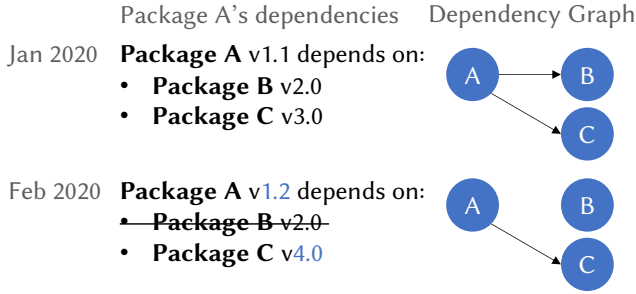 Package A's dependencies Dependency Graph
Jan 2020 Package A v1.1 depends on:
• Package B v2.0
• Package C v3.0
A B
C
Feb 2020 Package A v1.2 depends on:
• Package B v2.0
• Package C v4.0
A B
C